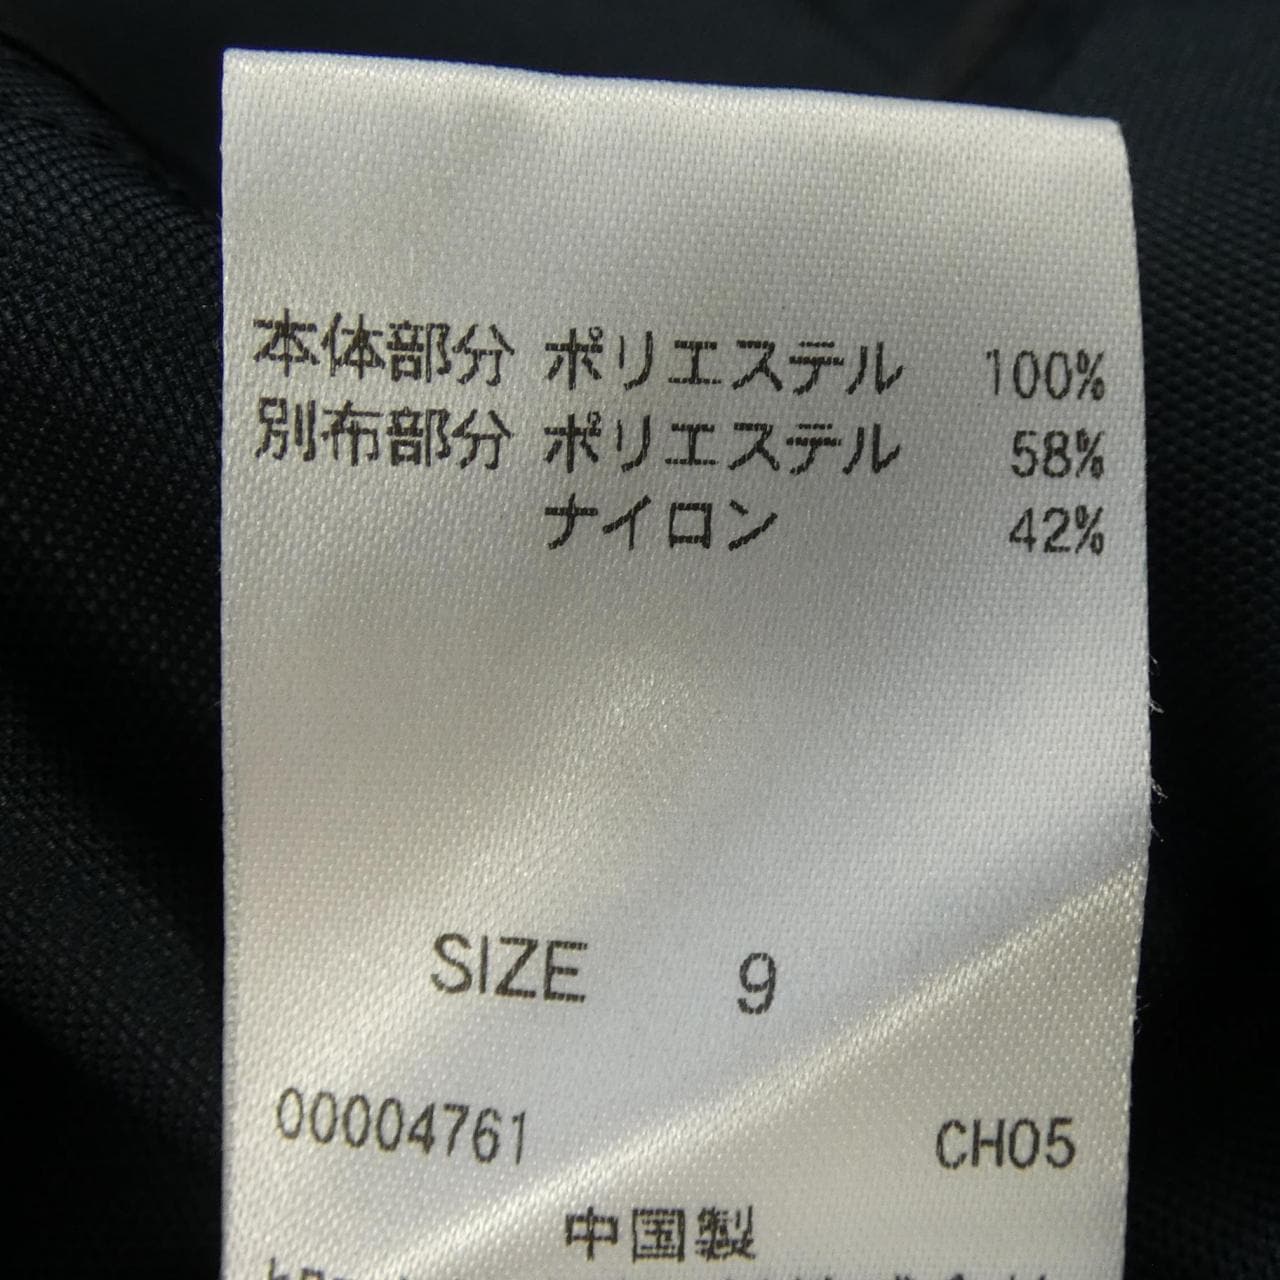 本体部分 ポリエステル 100%
別布部分 ポリエステル 58%
ナイロン 42%
SIZE 9
00004761 CH05
中国製